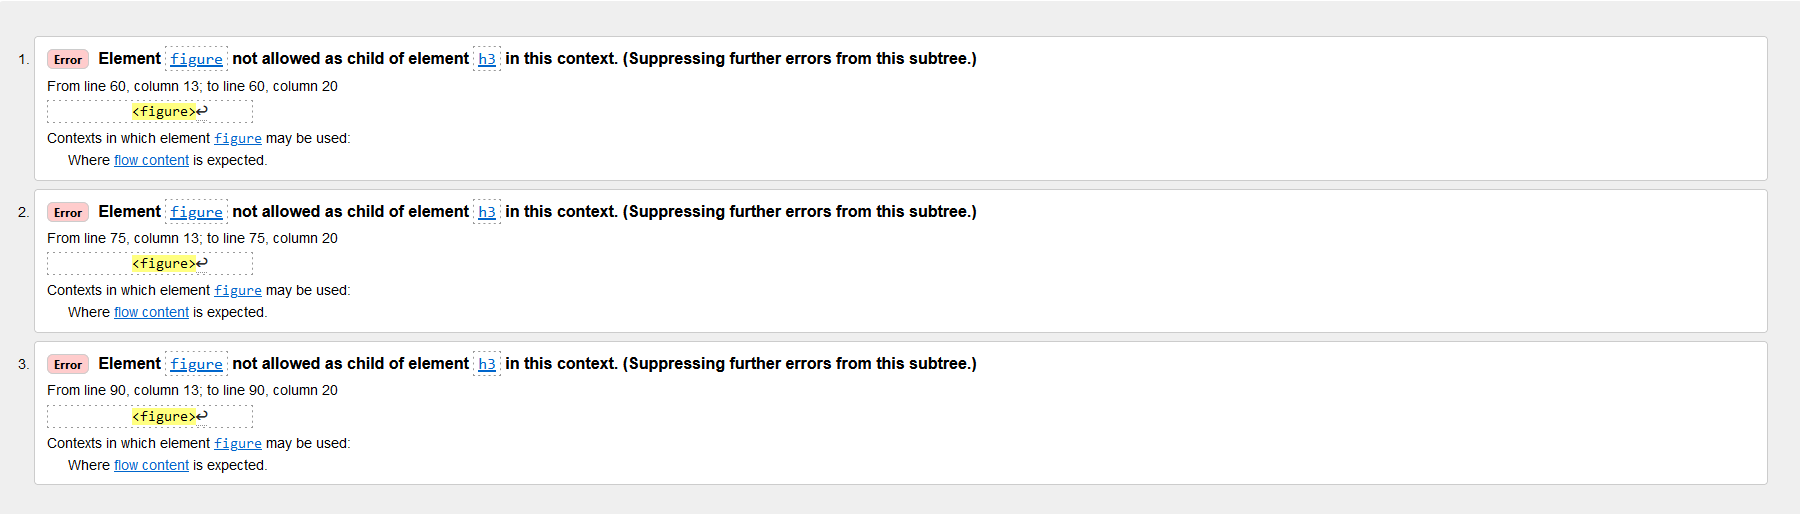 1. Error Element figure not allowed as child of element h3 in this context. (Suppressing further errors from this subtree.)
From line 60, column 13; to line 60, column 20
<figure>↩
Contexts in which element figure may be used:
Where flow content is expected.
2. Error Element figure not allowed as child of element h3 in this context. (Suppressing further errors from this subtree.)
From line 75, column 13; to line 75, column 20
<figure>↩
Contexts in which element figure may be used:
Where flow content is expected.
3. Error Element figure not allowed as child of element h3 in this context. (Suppressing further errors from this subtree.)
From line 90, column 13; to line 90, column 20
<figure>↩
Contexts in which element figure may be used:
Where flow content is expected.